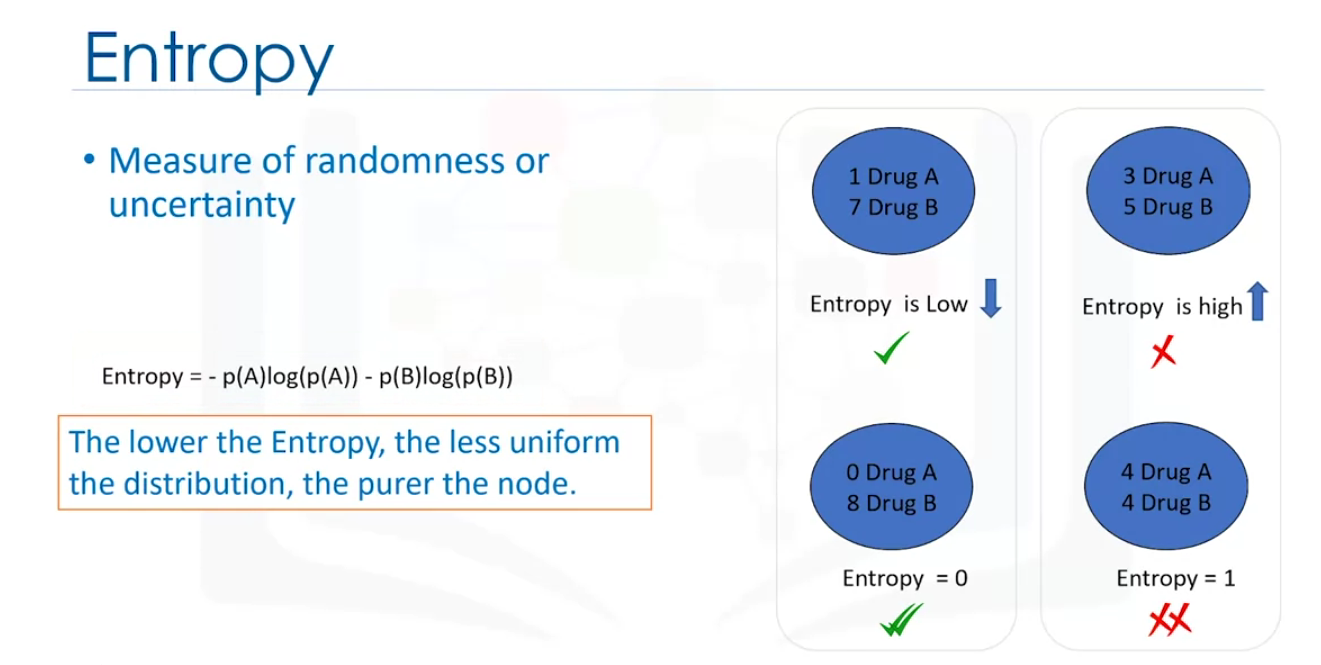 Entropy
• Measure of randomness or
uncertainty
Entropy = - p(A)log(p(A)) - p(B)log(p(B))
The lower the Entropy, the less uniform
the distribution, the purer the node.
1 Drug A
7 Drug B
Entropy is Low
0 Drug A
8 Drug B
Entropy = 0
3 Drug A
5 Drug B
Entropy is high
4 Drug A
4 Drug B
Entropy = 1